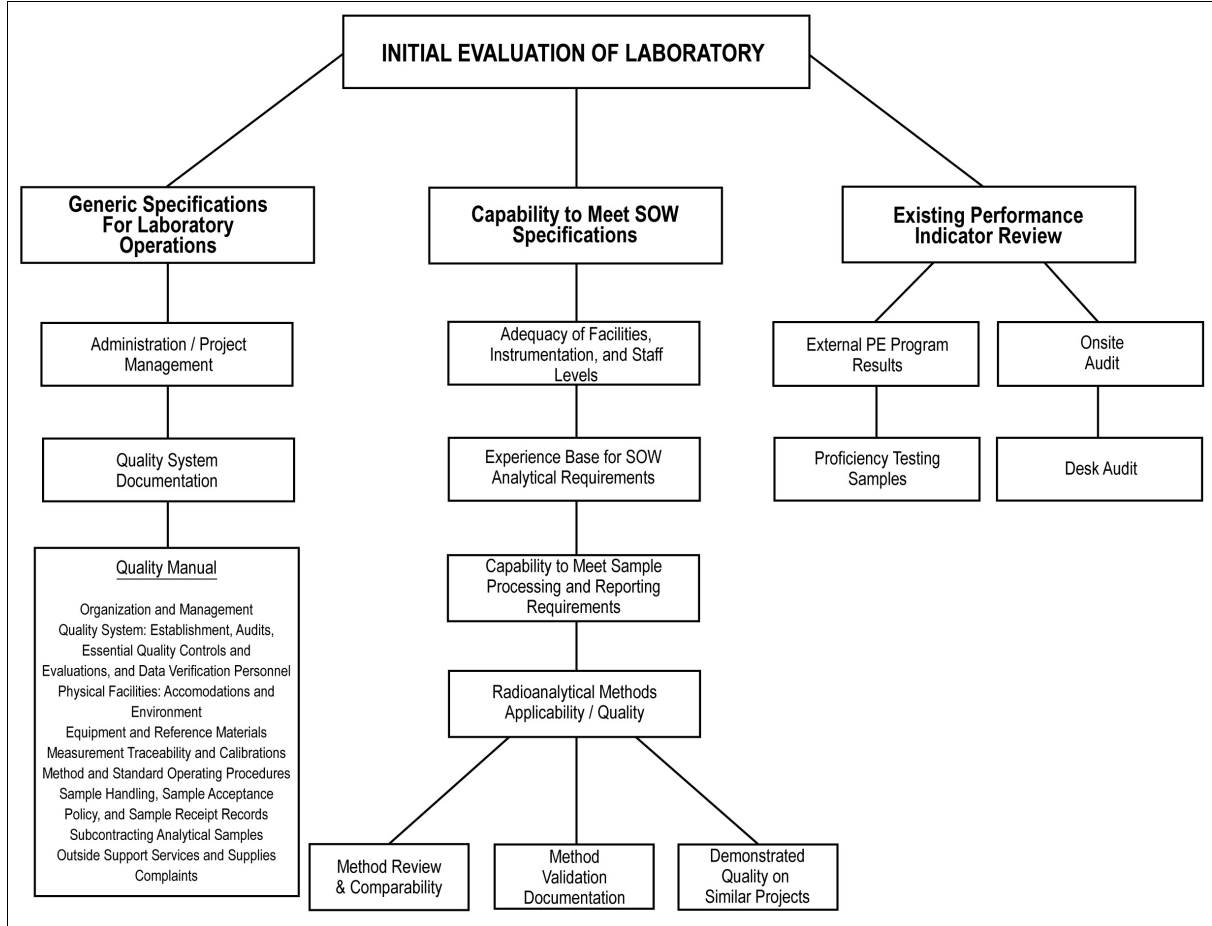 INITIAL EVALUATION OF LABORATORY
Generic Specifications
For Laboratory
Operations
Capability to Meet SOW
Specifications
Existing Performance
Indicator Review
Administration / Project
Management
Adequacy of Facilities,
Instrumentation, and Staff
Levels
External PE Program
Results
Onsite
Audit
Quality System
Documentation
Experience Base for SOW
Analytical Requirements
Proficiency Testing
Samples
Desk Audit
Quality Manual
Organization and Management
Quality System: Establishment, Audits,
Essential Quality Controls and
Evaluations, and Data Verification Personnel
Physical Facilities: Accomodations and
Environment
Equipment and Reference Materials
Measurement Traceability and Calibrations
Method and Standard Operating Procedures
Sample Handling, Sample Acceptance
Policy, and Sample Receipt Records
Subcontracting Analytical Samples
Outside Support Services and Supplies
Complaints
Capability to Meet Sample
Processing and Reporting
Requirements
Radioanalytical Methods
Applicability / Quality
Method Review
& Comparability
Method
Validation
Documentation
Demonstrated
Quality on
Similar Projects